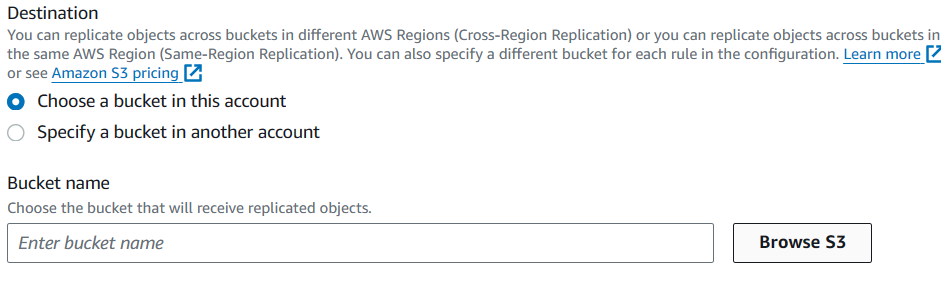 Destination
You can replicate objects across buckets in different AWS Regions (Cross-Region Replication) or you can replicate objects across buckets in
the same AWS Region (Same-Region Replication). You can also specify a different bucket for each rule in the configuration. Learn more
or see Amazon S3 pricing
Choose a bucket in this account
Specify a bucket in another account
Bucket name
Choose the bucket that will receive replicated objects.
Enter bucket name
Browse S3